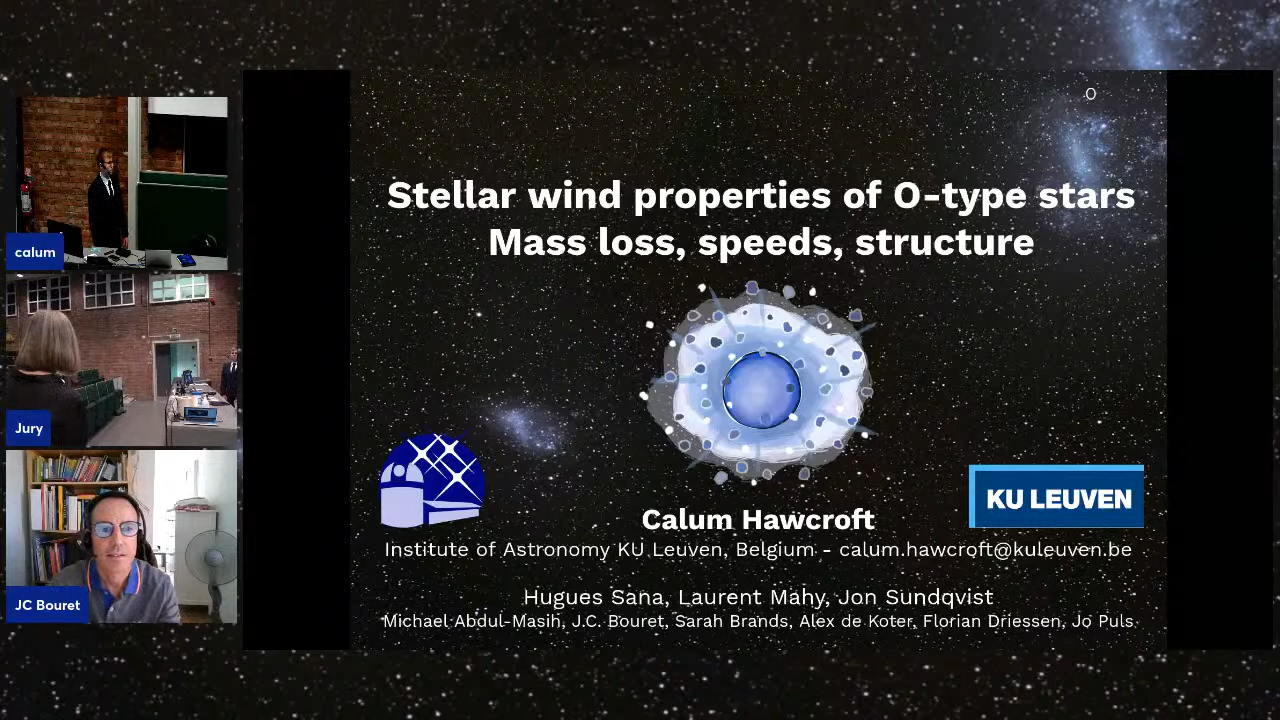 O
Stellar wind properties of O-type stars
Mass loss, speeds, structure
calum
Jury
JC Bouret
KU LEUVEN
Calum Hawcroft
Institute of Astronomy KU Leuven, Belgium - calum.hawcroft@kuleuven.be
Hugues Sana, Laurent Mahy, Jon Sundqvist
Michael Abdul-Masih, J.C. Bouret, Sarah Brands, Alex de Koter, Florian Driessen, Jo Puls